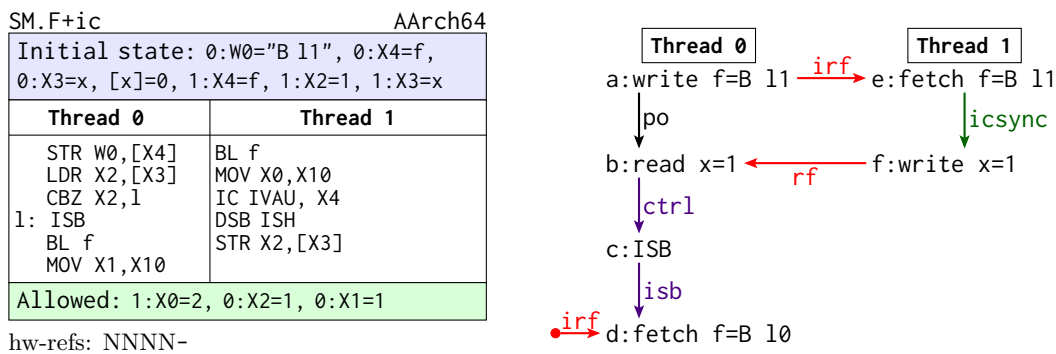 SM.F+ic AArch64
Initial state: 0:W0="B l1", 0:X4=f,
0:X3=x, [x]=0, 1:X4=f, 1:X2=1, 1:X3=x
Thread 0 Thread 1
STR W0,[X4] BL f
LDR X2,[X3] MOV X0,X10
CBZ X2,l IC IVAU, X4
l: ISB DSB ISH
BL f STR X2,[X3]
MOV X1,X10
Allowed: 1:X0=2, 0:X2=1, 0:X1=1
hw-refs: NNNN-
Thread 0 Thread 1
irf
a:write f=B l1 e:fetch f=B l1
po icsync
b:read x=1 f:write x=1
rf
ctrl
c:ISB
isb
irf
d:fetch f=B l0